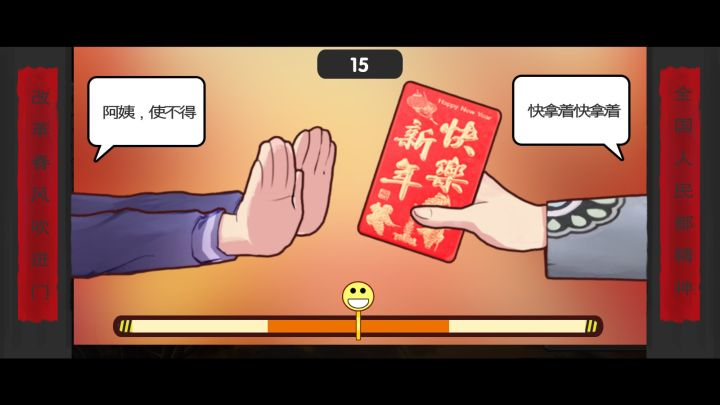 15
阿姨，使不得
快拿着快拿着
Happy New Year
新年
快樂
改革春风吹进门
全国人民都精神